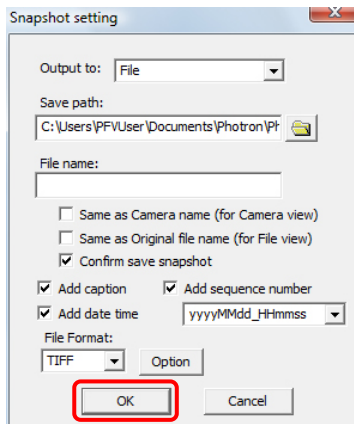 Snapshot setting
Output to: File
Save path:
C:\Users\PFVUser\Documents\Photron\Ph
File name:
Same as Camera name (for Camera view)
Same as Original file name (for File view)
Confirm save snapshot
Add caption Add sequence number
Add date time yyyyMMdd_HHmmss
File Format:
TIFF Option
OK Cancel